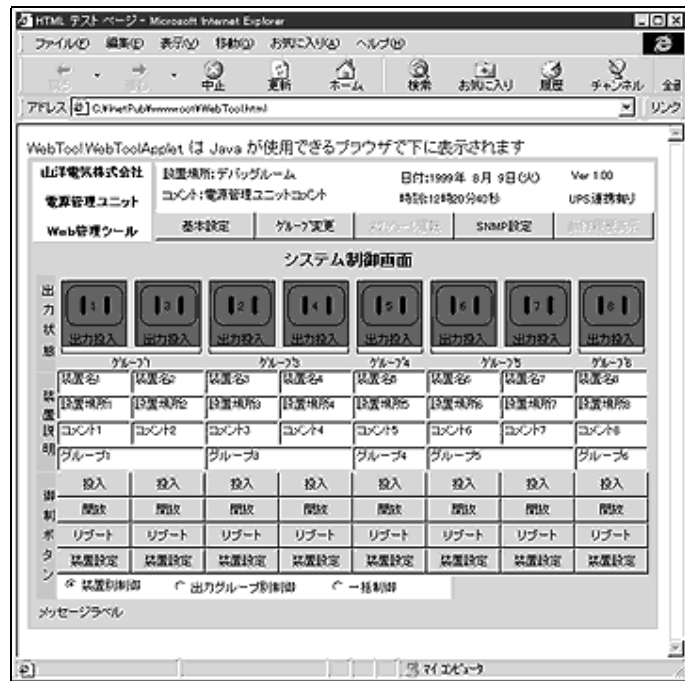 HTML テスト ページ - Microsoft Internet Explorer
ファイル(F) 編集(E) 表示(V) 移動(G) お気に入り(A) ヘルプ(H)
中止 更新 ホーム 検索 お気に入り 履歴 チャンネル 全画
アドレス C:¥InetPub¥wwwroot¥WebTool.html リンク
WebTool.WebToolApplet は Java が使用できるブラウザで下に表示されます
山洋電気株式会社 設置場所:デバッグルーム 日付:1999年 8月 9日(火) Ver 1.00
電源管理ユニット コメント:電源管理ユニットコメント 時刻:12時20分40秒 UPS連携有り
Web管理ツール 基本設定 グループ変更 SNMP設定
システム制御画面
出力状態
1 2 3 4 5 6 7 8
出力投入 出力投入 出力投入 出力投入 出力投入 出力投入 出力投入 出力投入
グループ1 グループ3 グループ4 グループ5 グループ6
装置説明
装置名1 装置名2 装置名3 装置名4 装置名5 装置名6 装置名7 装置名8
設置場所1 設置場所2 設置場所3 設置場所4 設置場所5 設置場所6 設置場所7 設置場所8
コメント1 コメント2 コメント3 コメント4 コメント5 コメント6 コメント7 コメント8
グループ1 グループ3 グループ4 グループ5 グループ6
御制ボタン
投入 投入 投入 投入 投入 投入 投入 投入
開放 開放 開放 開放 開放 開放 開放 開放
リブート リブート リブート リブート リブート リブート リブート リブート
装置設定 装置設定 装置設定 装置設定 装置設定 装置設定 装置設定 装置設定
装置別制御 出力グループ別制御 一括制御
メッセージラベル
マイ コンピュータ